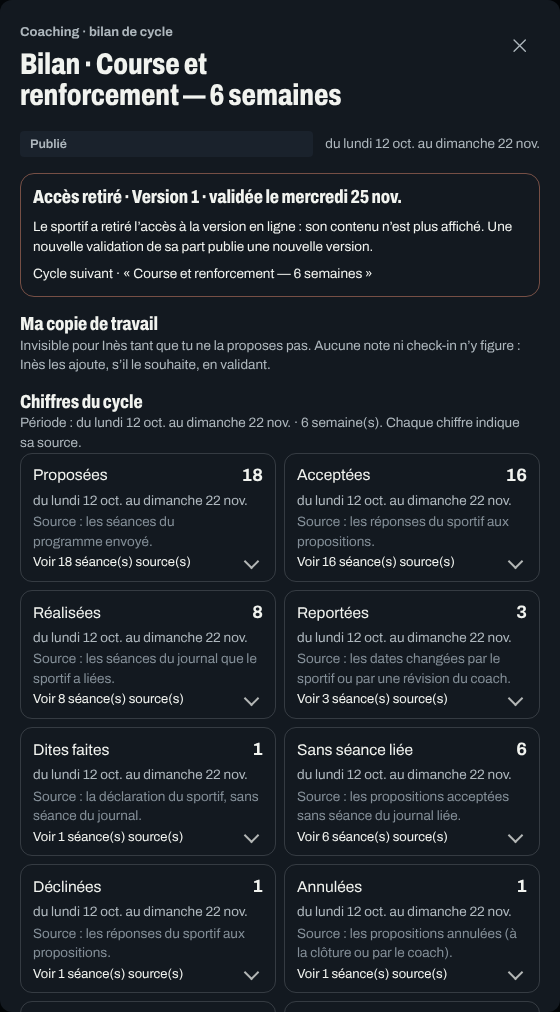 Coaching · bilan de cycle
Bilan · Course et
renforcement — 6 semaines
Publié
du lundi 12 oct. au dimanche 22 nov.
Accès retiré · Version 1 · validée le mercredi 25 nov.
Le sportif a retiré l’accès à la version en ligne : son contenu n’est plus affiché. Une
nouvelle validation de sa part publie une nouvelle version.
Cycle suivant · « Course et renforcement — 6 semaines »
Ma copie de travail
Invisible pour Inès tant que tu ne la proposes pas. Aucune note ni check-in n’y figure :
Inès les ajoute, s’il le souhaite, en validant.
Chiffres du cycle
Période : du lundi 12 oct. au dimanche 22 nov. · 6 semaine(s). Chaque chiffre indique
sa source.
Proposées 18
du lundi 12 oct. au dimanche 22 nov.
Source : les séances du
programme envoyé.
Voir 18 séance(s) source(s)
Acceptées 16
du lundi 12 oct. au dimanche 22 nov.
Source : les réponses du sportif aux
propositions.
Voir 16 séance(s) source(s)
Réalisées 8
du lundi 12 oct. au dimanche 22 nov.
Source : les séances du journal que le
sportif a liées.
Voir 8 séance(s) source(s)
Reportées 3
du lundi 12 oct. au dimanche 22 nov.
Source : les dates changées par le
sportif ou par une révision du coach.
Voir 3 séance(s) source(s)
Dites faites 1
du lundi 12 oct. au dimanche 22 nov.
Source : la déclaration du sportif, sans
séance du journal.
Voir 1 séance(s) source(s)
Sans séance liée 6
du lundi 12 oct. au dimanche 22 nov.
Source : les propositions acceptées
sans séance du journal liée.
Voir 6 séance(s) source(s)
Déclinées 1
du lundi 12 oct. au dimanche 22 nov.
Source : les réponses du sportif aux
propositions.
Voir 1 séance(s) source(s)
Annulées 1
du lundi 12 oct. au dimanche 22 nov.
Source : les propositions annulées (à
la clôture ou par le coach).
Voir 1 séance(s) source(s)